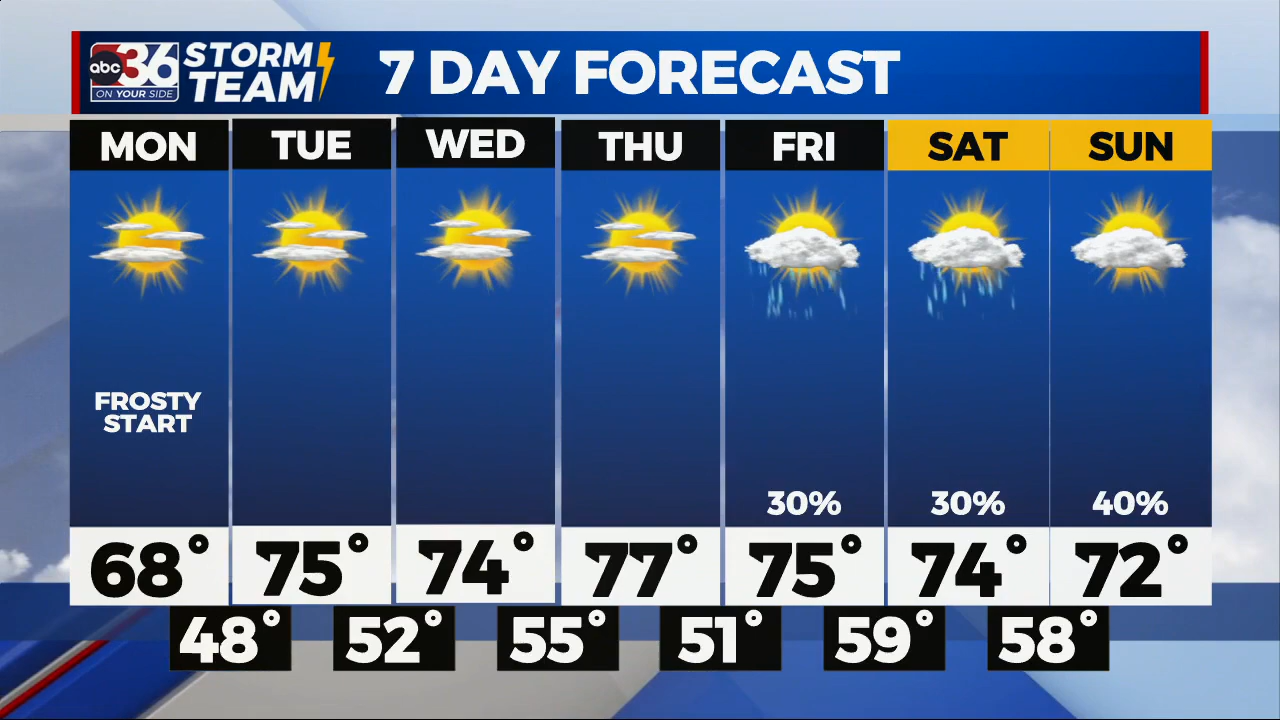 abc 36
ON YOUR SIDE
STORM
TEAM
7 DAY FORECAST
MON TUE WED THU FRI SAT SUN
FROSTY
START
30% 30% 40%
68° 75° 74° 77° 75° 74° 72°
48° 52° 55° 51° 59° 58°